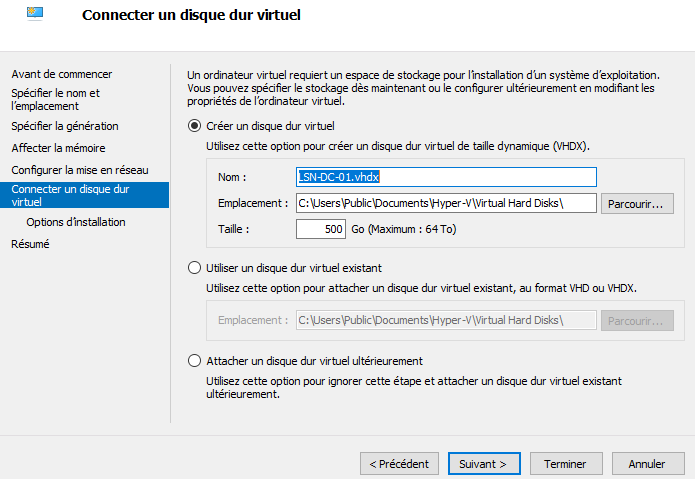 Connecter un disque dur virtuel
Avant de commencer
Spécifier le nom et
l'emplacement
Spécifier la génération
Affecter la mémoire
Configurer la mise en réseau
Connecter un disque dur
virtuel
Options d'installation
Résumé
Un ordinateur virtuel requiert un espace de stockage pour l'installation d'un système d'exploitation.
Vous pouvez spécifier le stockage dès maintenant ou le configurer ultérieurement en modifiant les
propriétés de l'ordinateur virtuel.
Créer un disque dur virtuel
Utilisez cette option pour créer un disque dur virtuel de taille dynamique (VHDX).
Nom :
LSN-DC-01.vhdx
Emplacement :
C:\Users\Public\Documents\Hyper-V\Virtual Hard Disks\
Parcourir...
Taille :
500
Go (Maximum : 64 To)
Utiliser un disque dur virtuel existant
Utilisez cette option pour attacher un disque dur virtuel existant, au format VHD ou VHDX.
Emplacement :
C:\Users\Public\Documents\Hyper-V\Virtual Hard Disks\
Parcourir...
Attacher un disque dur virtuel ultérieurement
Utilisez cette option pour ignorer cette étape et attacher un disque dur virtuel existant
ultérieurement.
< Précédent
Suivant >
Terminer
Annuler